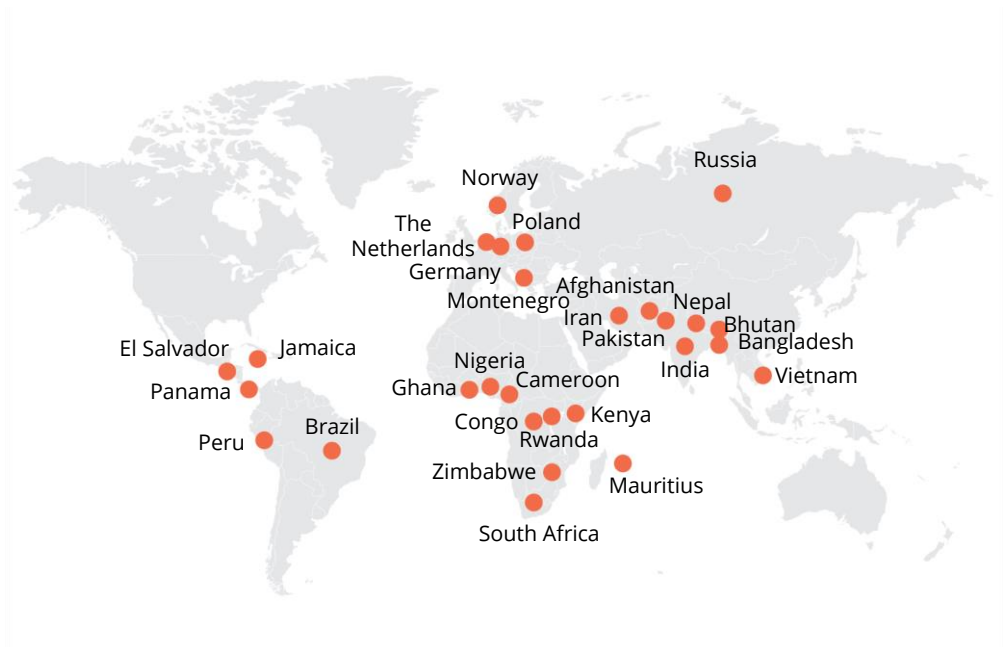 Russia
Norway
The
Netherlands
Poland
Germany
Montenegro
Afghanistan
Iran
Nepal
Pakistan
Bhutan
Bangladesh
India
Vietnam
El Salvador
Jamaica
Panama
Nigeria
Ghana
Cameroon
Congo
Kenya
Rwanda
Peru
Brazil
Zimbabwe
Mauritius
South Africa